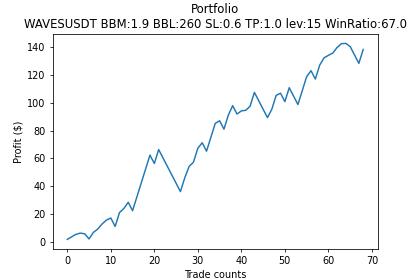 Portfolio
WAVESUSDT BBM:1.9 BBL:260 SL:0.6 TP:1.0 lev:15 WinRatio:67.0
140
120
100
80
60
40
20
0
Profit ($)
0 10 20 30 40 50 60 70
Trade counts